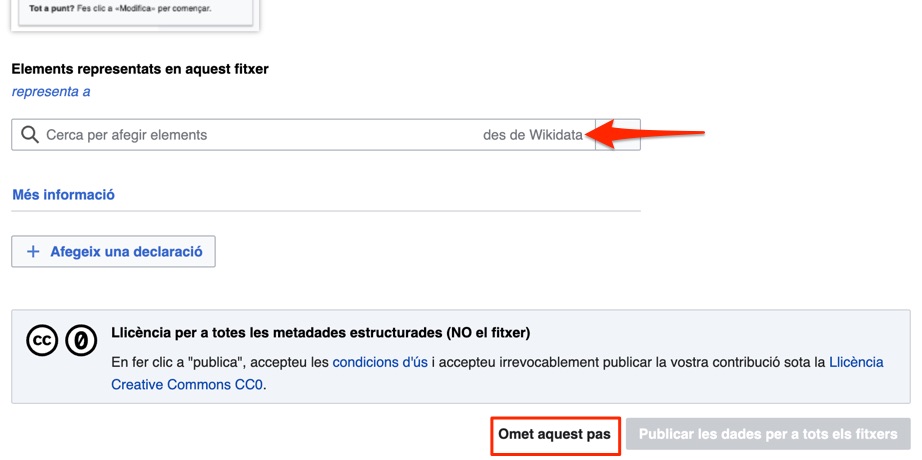 Tot a punt? Fes clic a «Modifica» per començar.
Elements representats en aquest fitxer
representa a
Cerca per afegir elements des de Wikidata
Més informació
+ Afegeix una declaració
Llicència per a totes les metadades estructurades (NO el fitxer)
En fer clic a "publica", accepteu les condicions d'ús i accepteu irrevocablement publicar la vostra contribució sota la Llicència
Creative Commons CC0.
Omet aquest pas Publicar les dades per a tots els fitxers